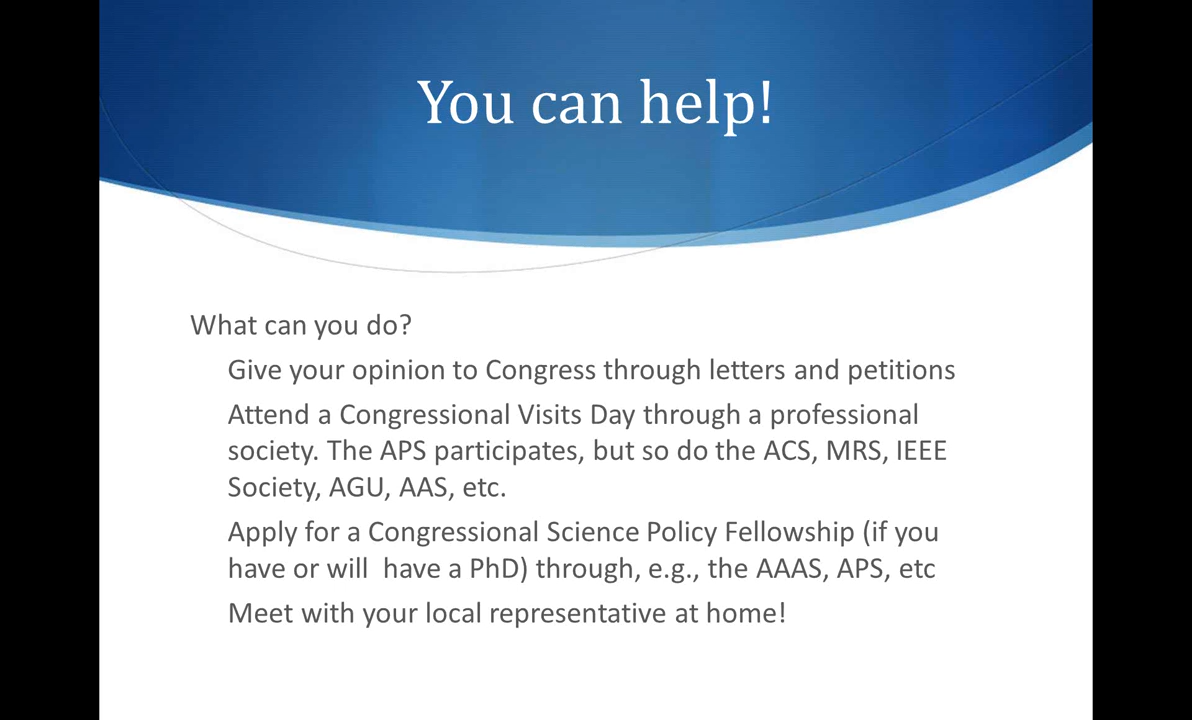 You can help!
What can you do?
Give your opinion to Congress through letters and petitions
Attend a Congressional Visits Day through a professional
society. The APS participates, but so do the ACS, MRS, IEEE
Society, AGU, AAS, etc.
Apply for a Congressional Science Policy Fellowship (if you
have or will  have a PhD) through, e.g., the AAAS, APS, etc
Meet with your local representative at home!